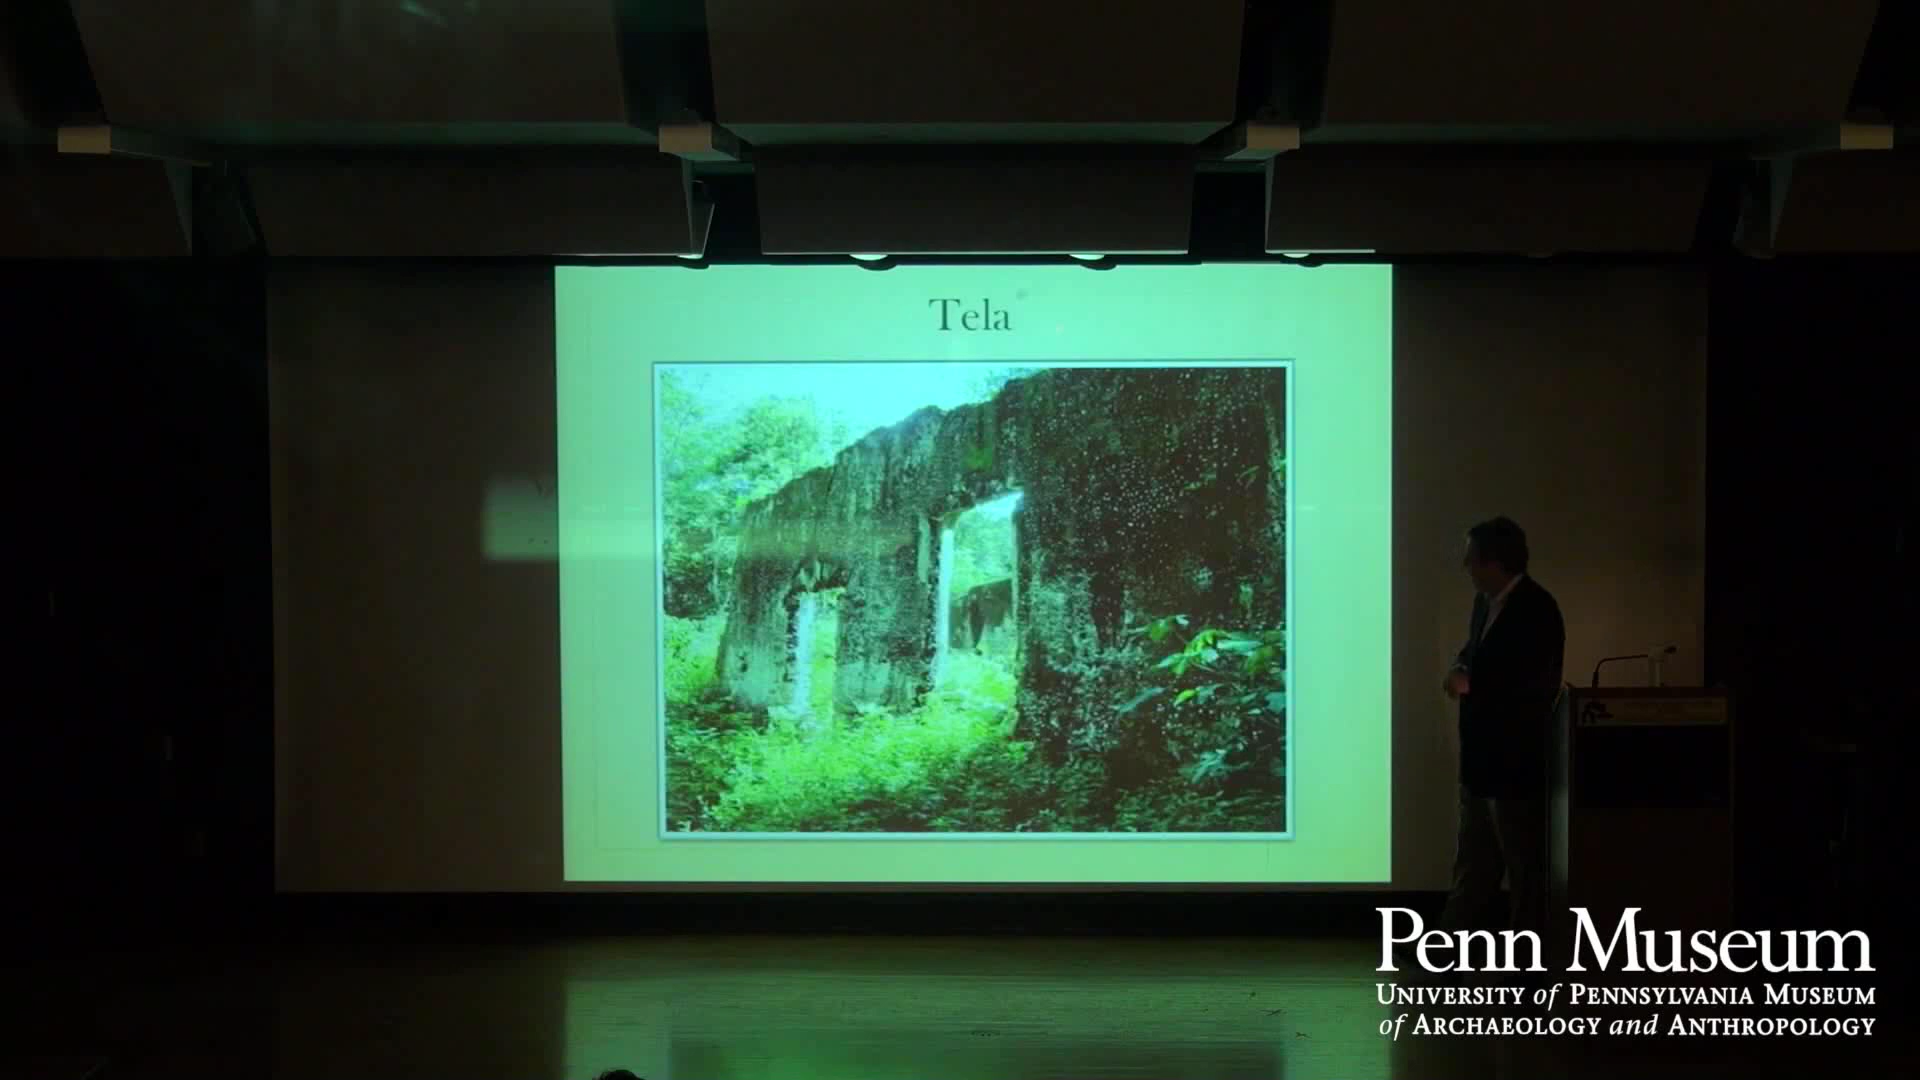 Tela
Penn Museum
University of Pennsylvania Museum
of Archaeology and Anthropology